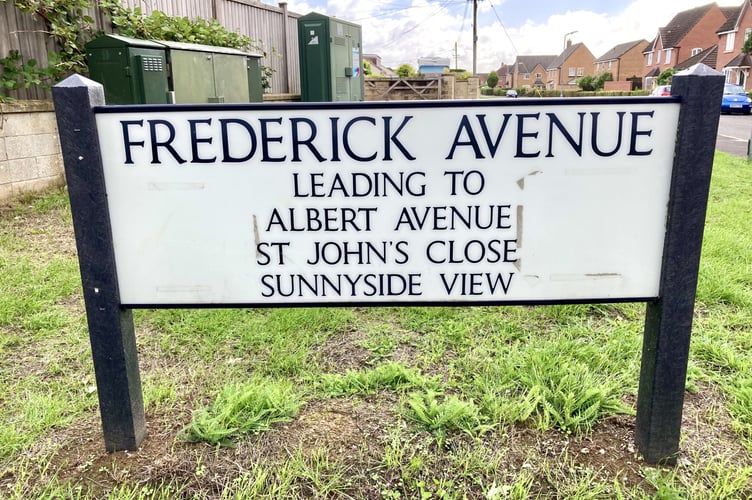 FREDERICK AVENUE
LEADING TO
ALBERT AVENUE
ST JOHN'S CLOSE
SUNNYSIDE VIEW